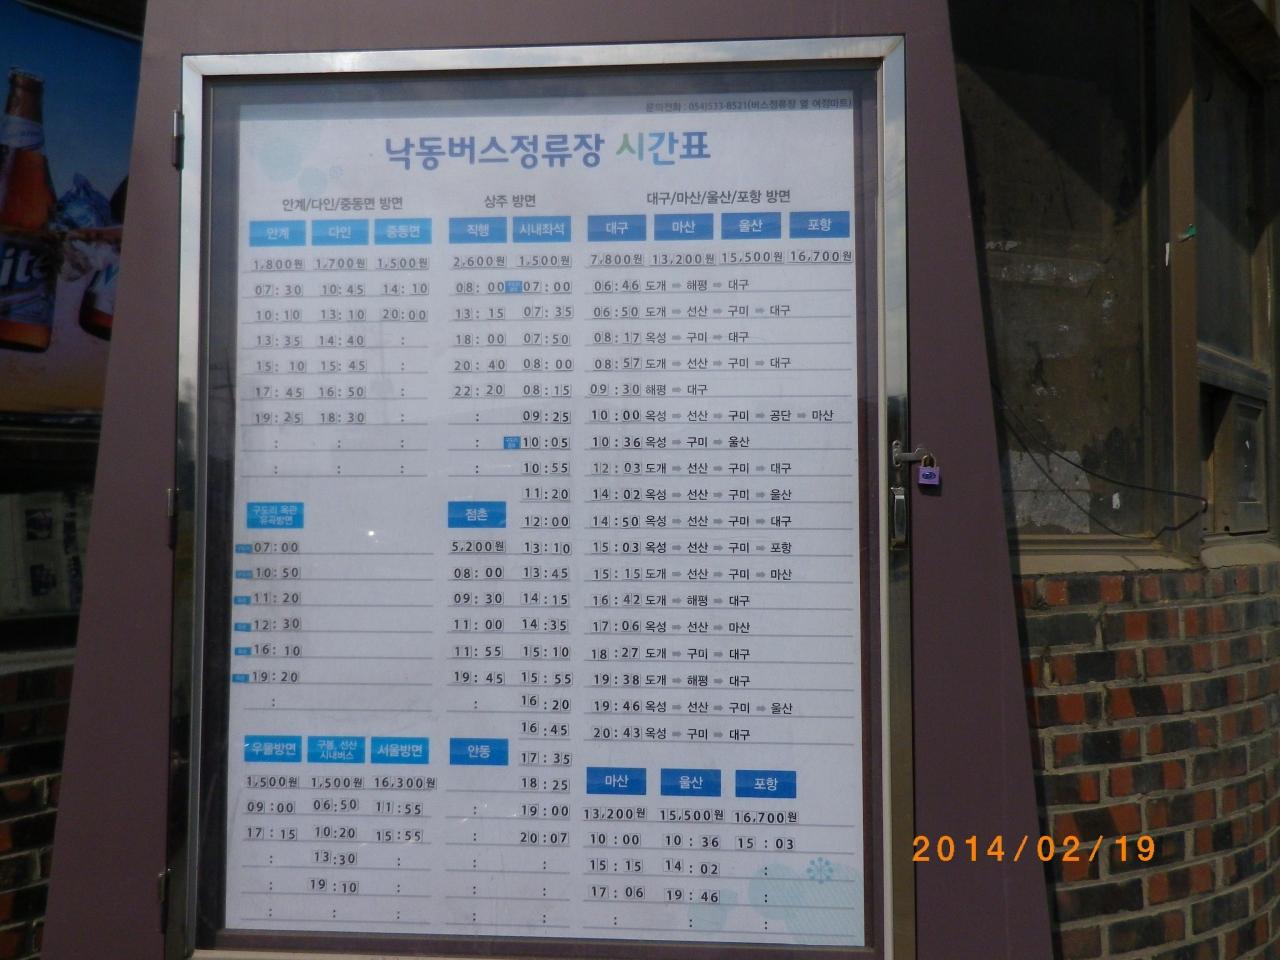 문의전화 : 054)533-8521(버스정류장 옆 여정마트)
낙동버스정류장 시간표
안계/다인/중동면 방면
안계 다인 중동면
1,800원 1,700원 1,500원
07:30 10:45 14:10
10:10 13:10 20:00
13:35 14:40 :
15:10 15:45 :
17:45 16:50 :
19:25 18:30 :
: : :
: : :
구도리 옥관
유곡방면
07:00
10:50
11:20
12:30
16:10
19:20
:
우물방면 구봉, 선산 시내버스 서울방면
1,500원 1,500원 16,300원
09:00 06:50 11:55
17:15 10:20 15:55
: 13:30 :
: 19:10 :
: : :
상주 방면
직행 시내좌석
2,600원 1,500원
08:00 07:00
13:15 07:35
18:00 07:50
20:40 08:00
22:20 08:15
: 09:25
: 10:05
: 10:55
11:20
점촌 12:00
5,200원 13:10
08:00 13:45
09:30 14:15
11:00 14:35
11:55 15:10
19:45 15:55
: 16:20
16:45
안동 17:35
18:25
: 19:00
: 20:07
: :
: :
: :
대구/마산/울산/포항 방면
대구 마산 울산 포항
7,800원 13,200원 15,500원 16,700원
06:46 도개 ➡ 해평 ➡ 대구
06:50 도개 ➡ 선산 ➡ 구미 ➡ 대구
08:17 옥성 ➡ 구미 ➡ 대구
08:57 도개 ➡ 선산 ➡ 구미 ➡ 대구
09:30 해평 ➡ 대구
10:00 옥성 ➡ 선산 ➡ 구미 ➡ 공단 ➡ 마산
10:36 옥성 ➡ 구미 ➡ 울산
12:03 도개 ➡ 선산 ➡ 구미 ➡ 대구
14:02 옥성 ➡ 선산 ➡ 구미 ➡ 울산
14:50 옥성 ➡ 선산 ➡ 구미 ➡ 대구
15:03 옥성 ➡ 선산 ➡ 구미 ➡ 포항
15:15 도개 ➡ 선산 ➡ 구미 ➡ 마산
16:42 도개 ➡ 해평 ➡ 대구
17:06 옥성 ➡ 선산 ➡ 마산
18:27 도개 ➡ 구미 ➡ 대구
19:38 도개 ➡ 해평 ➡ 대구
19:46 옥성 ➡ 선산 ➡ 구미 ➡ 울산
20:43 옥성 ➡ 구미 ➡ 대구
마산 울산 포항
13,200원 15,500원 16,700원
10:00 10:36 15:03
15:15 14:02 :
17:06 19:46 :
: : :
2014/02/19